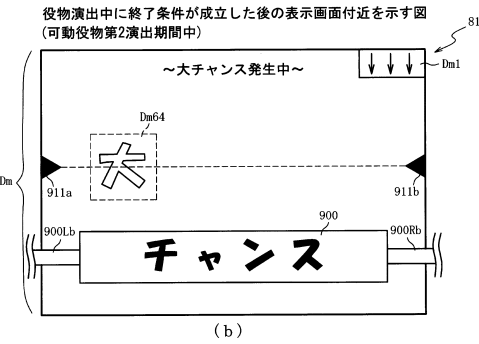 役物演出中に終了条件が成立した後の表示画面付近を示す図
(可動役物第2演出期間中)
81
～大チャンス発生中～
Dm1
Dm64
大
Dm
911a
911b
900Lb
900
900Rb
チャンス
(b)